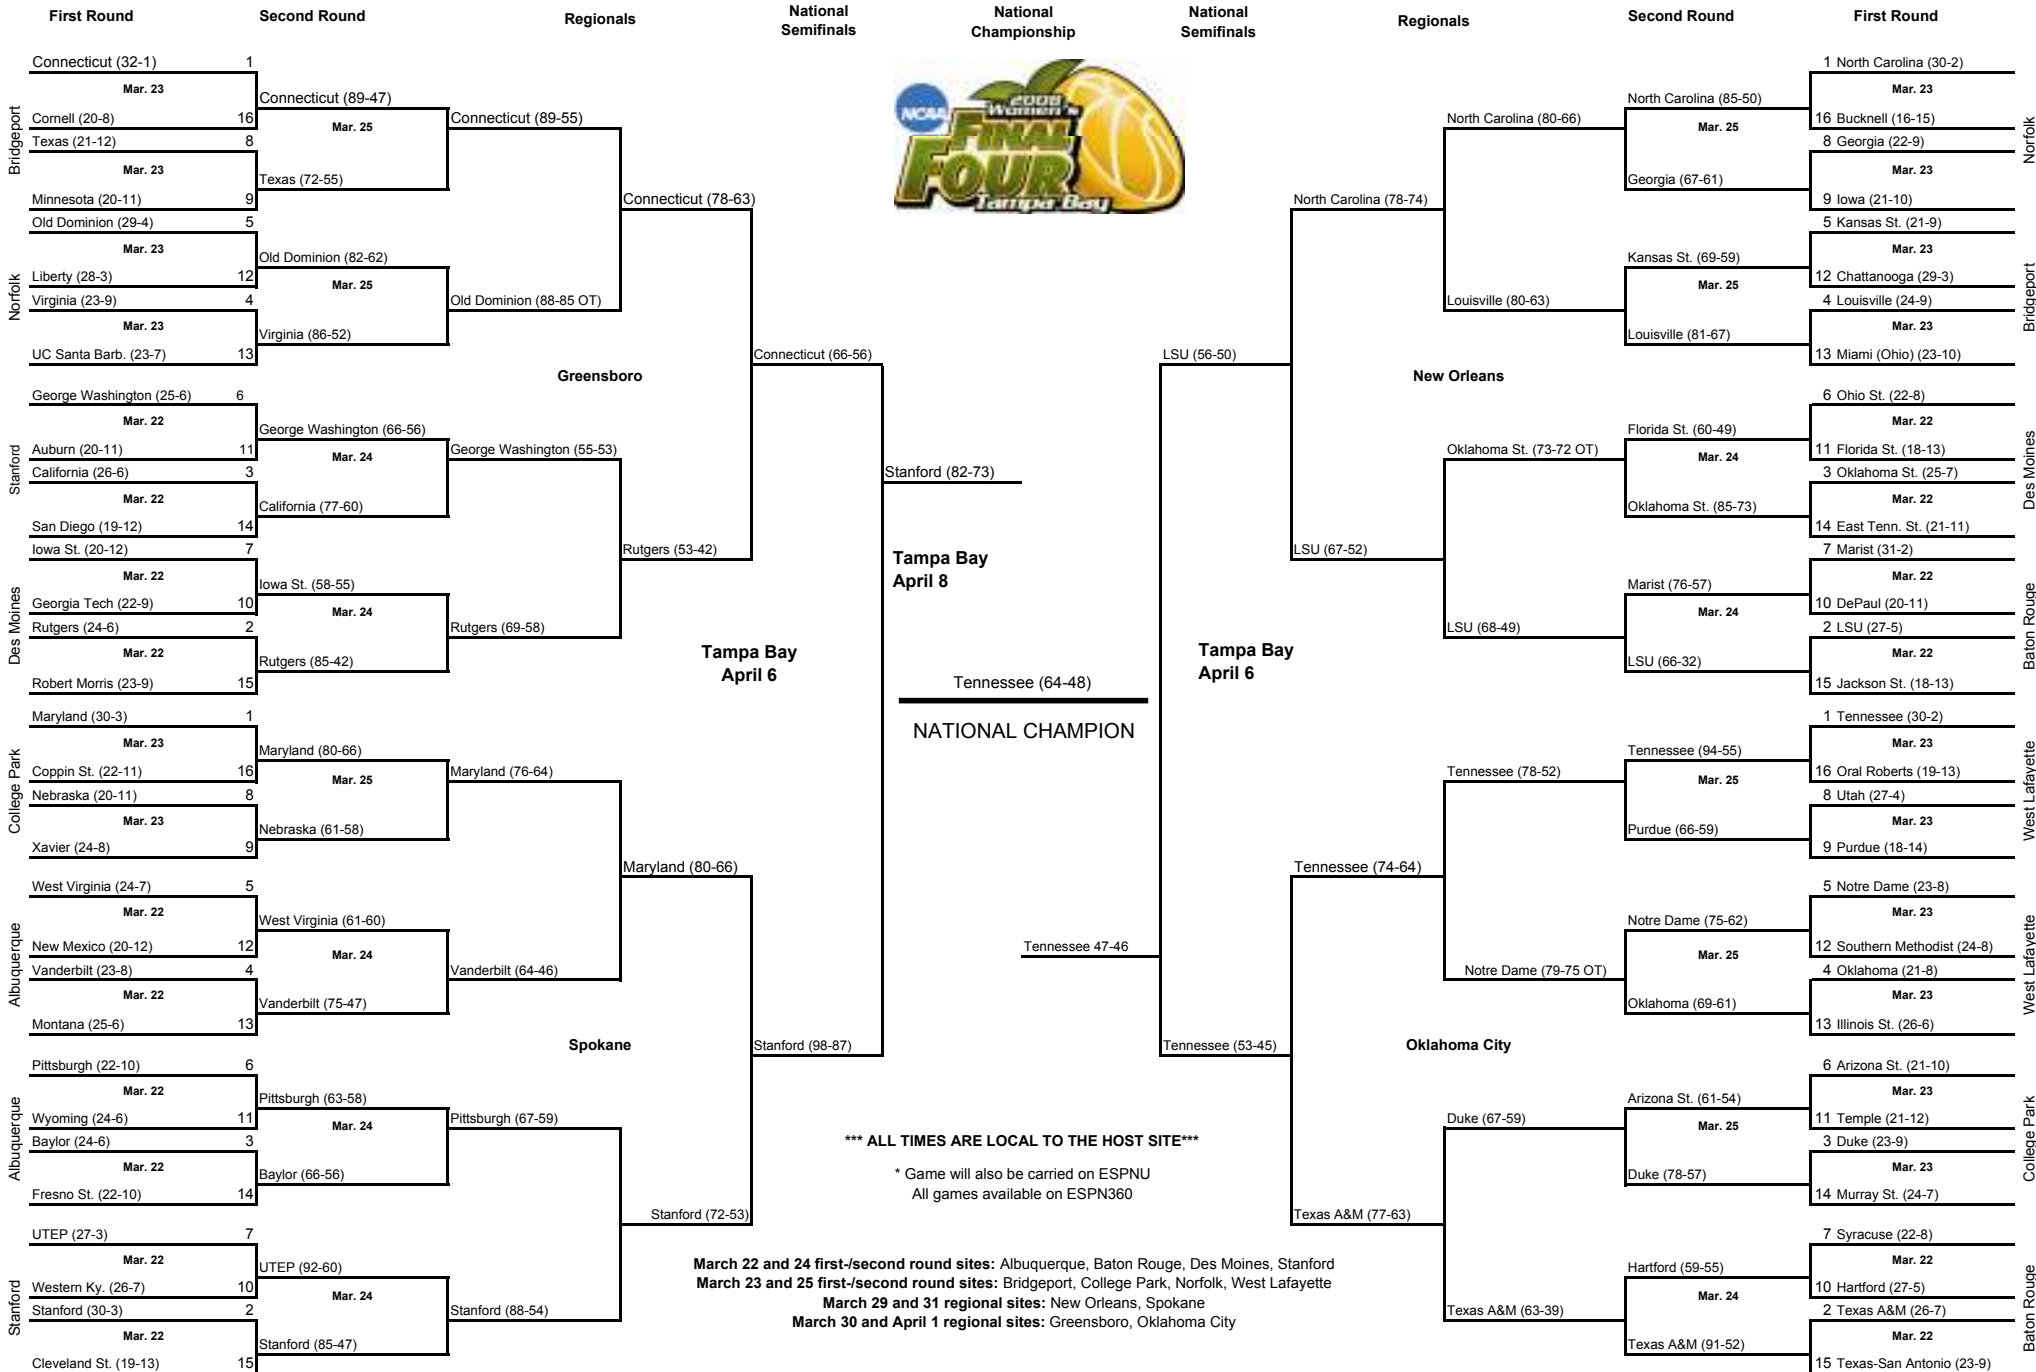 First Round
Second Round
Regionals
National
Semifinals
National
Championship
National
Semifinals
Regionals
Second Round
First Round
NCAA
2008
Women's
FINAL
FOUR
Tampa Bay
Bridgeport
Connecticut (32-1) 1
Mar. 23
Cornell (20-8) 16
Texas (21-12) 8
Mar. 23
Minnesota (20-11) 9
Norfolk
Old Dominion (29-4) 5
Mar. 23
Liberty (28-3) 12
Virginia (23-9) 4
Mar. 23
UC Santa Barb. (23-7) 13
Stanford
George Washington (25-6) 6
Mar. 22
Auburn (20-11) 11
California (26-6) 3
Mar. 22
San Diego (19-12) 14
Des Moines
Iowa St. (20-12) 7
Mar. 22
Georgia Tech (22-9) 10
Rutgers (24-6) 2
Mar. 22
Robert Morris (23-9) 15
College Park
Maryland (30-3) 1
Mar. 23
Coppin St. (22-11) 16
Nebraska (20-11) 8
Mar. 23
Xavier (24-8) 9
Albuquerque
West Virginia (24-7) 5
Mar. 22
New Mexico (20-12) 12
Vanderbilt (23-8) 4
Mar. 22
Montana (25-6) 13
Albuquerque
Pittsburgh (22-10) 6
Mar. 22
Wyoming (24-6) 11
Baylor (24-6) 3
Mar. 22
Fresno St. (22-10) 14
Stanford
UTEP (27-3) 7
Mar. 22
Western Ky. (26-7) 10
Stanford (30-3) 2
Mar. 22
Cleveland St. (19-13) 15
Connecticut (89-47)
Mar. 25
Texas (72-55)
Old Dominion (82-62)
Mar. 25
Virginia (86-52)
George Washington (66-56)
Mar. 24
California (77-60)
Iowa St. (58-55)
Mar. 24
Rutgers (85-42)
Maryland (80-66)
Mar. 25
Nebraska (61-58)
West Virginia (61-60)
Mar. 24
Vanderbilt (75-47)
Pittsburgh (63-58)
Mar. 24
Baylor (66-56)
UTEP (92-60)
Mar. 24
Stanford (85-47)
Connecticut (89-55)
Old Dominion (88-85 OT)
Greensboro
George Washington (55-53)
Rutgers (69-58)
Maryland (76-64)
Vanderbilt (64-46)
Spokane
Pittsburgh (67-59)
Stanford (88-54)
Connecticut (78-63)
Rutgers (53-42)
Maryland (80-66)
Stanford (72-53)
Connecticut (66-56)
Tampa Bay
April 6
Stanford (98-87)
Stanford (82-73)
Tampa Bay
April 8
Tennessee (64-48)
NATIONAL CHAMPION
Tennessee 47-46
*** ALL TIMES ARE LOCAL TO THE HOST SITE***
* Game will also be carried on ESPNU
All games available on ESPN360
March 22 and 24 first-/second round sites: Albuquerque, Baton Rouge, Des Moines, Stanford
March 23 and 25 first-/second round sites: Bridgeport, College Park, Norfolk, West Lafayette
March 29 and 31 regional sites: New Orleans, Spokane
March 30 and April 1 regional sites: Greensboro, Oklahoma City
LSU (56-50)
Tampa Bay
April 6
Tennessee (53-45)
North Carolina (78-74)
LSU (67-52)
Tennessee (74-64)
Texas A&M (77-63)
North Carolina (80-66)
Louisville (80-63)
New Orleans
Oklahoma St. (73-72 OT)
LSU (68-49)
Tennessee (78-52)
Notre Dame (79-75 OT)
Oklahoma City
Duke (67-59)
Texas A&M (63-39)
North Carolina (85-50)
Mar. 25
Georgia (67-61)
Kansas St. (69-59)
Mar. 25
Louisville (81-67)
Florida St. (60-49)
Mar. 24
Oklahoma St. (85-73)
Marist (76-57)
Mar. 24
LSU (66-32)
Tennessee (94-55)
Mar. 25
Purdue (66-59)
Notre Dame (75-62)
Mar. 25
Oklahoma (69-61)
Arizona St. (61-54)
Mar. 25
Duke (78-57)
Hartford (59-55)
Mar. 24
Texas A&M (91-52)
1 North Carolina (30-2)
Mar. 23
16 Bucknell (16-15)
8 Georgia (22-9)
Mar. 23
9 Iowa (21-10)
Norfolk
5 Kansas St. (21-9)
Mar. 23
12 Chattanooga (29-3)
4 Louisville (24-9)
Mar. 23
13 Miami (Ohio) (23-10)
Bridgeport
6 Ohio St. (22-8)
Mar. 22
11 Florida St. (18-13)
3 Oklahoma St. (25-7)
Mar. 22
14 East Tenn. St. (21-11)
Des Moines
7 Marist (31-2)
Mar. 22
10 DePaul (20-11)
2 LSU (27-5)
Mar. 22
15 Jackson St. (18-13)
Baton Rouge
1 Tennessee (30-2)
Mar. 23
16 Oral Roberts (19-13)
8 Utah (27-4)
Mar. 23
9 Purdue (18-14)
West Lafayette
5 Notre Dame (23-8)
Mar. 23
12 Southern Methodist (24-8)
4 Oklahoma (21-8)
Mar. 23
13 Illinois St. (26-6)
West Lafayette
6 Arizona St. (21-10)
Mar. 23
11 Temple (21-12)
3 Duke (23-9)
Mar. 23
14 Murray St. (24-7)
College Park
7 Syracuse (22-8)
Mar. 22
10 Hartford (27-5)
2 Texas A&M (26-7)
Mar. 22
15 Texas-San Antonio (23-9)
Baton Rouge